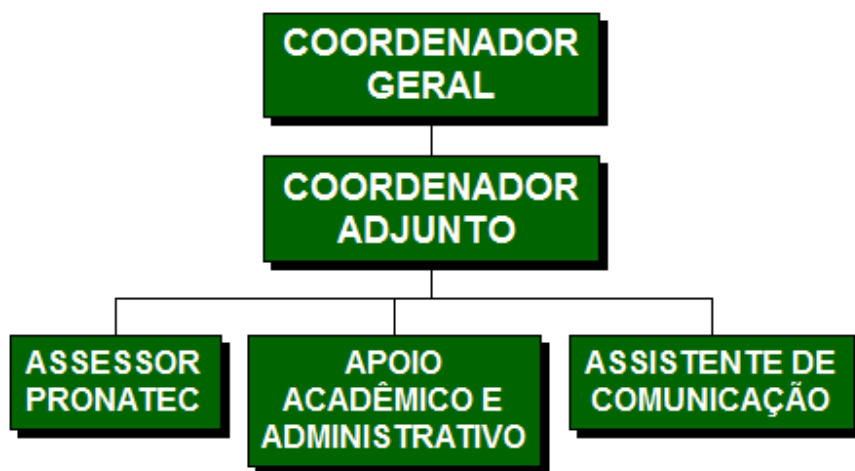 COORDENADOR
GERAL
COORDENADOR
ADJUNTO
ASSESSOR
PRONATEC
APOIO
ACADÊMICO E
ADMINISTRATIVO
ASSISTENTE DE
COMUNICAÇÃO